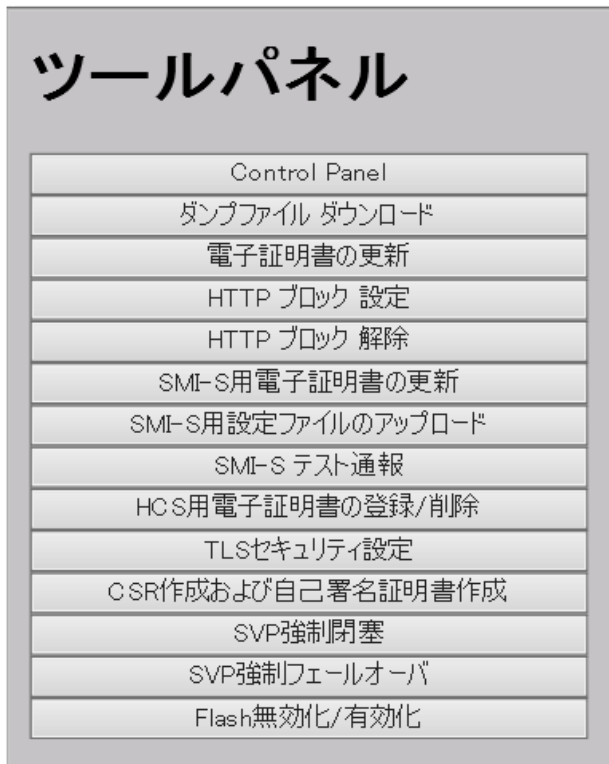 ツールパネル
Control Panel
ダンプファイル ダウンロード
電子証明書の更新
HTTP ブロック 設定
HTTP ブロック 解除
SMI-S用電子証明書の更新
SMI-S用設定ファイルのアップロード
SMI-S テスト通報
HCS用電子証明書の登録/削除
TLSセキュリティ設定
CSR作成および自己署名証明書作成
SVP強制閉塞
SVP強制フェールオーバ
Flash無効化/有効化